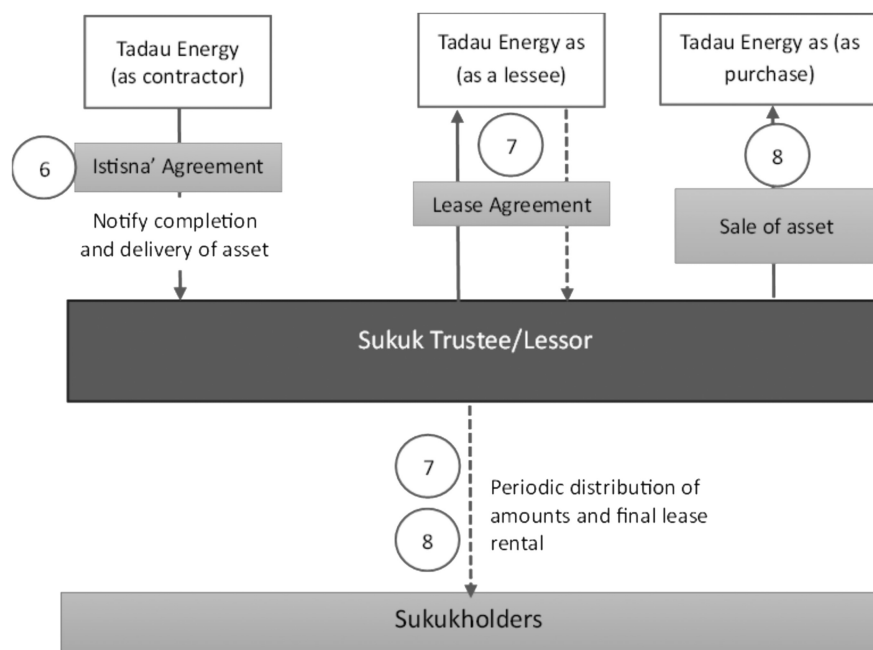 Tadau Energy
(as contractor)
Tadau Energy as
(as a lessee)
Tadau Energy as (as
purchase)
6
Istisna' Agreement
7
8
Lease Agreement
Sale of asset
Notify completion
and delivery of asset
Sukuk Trustee/Lessor
7
8
Periodic distribution of
amounts and final lease
rental
Sukukholders